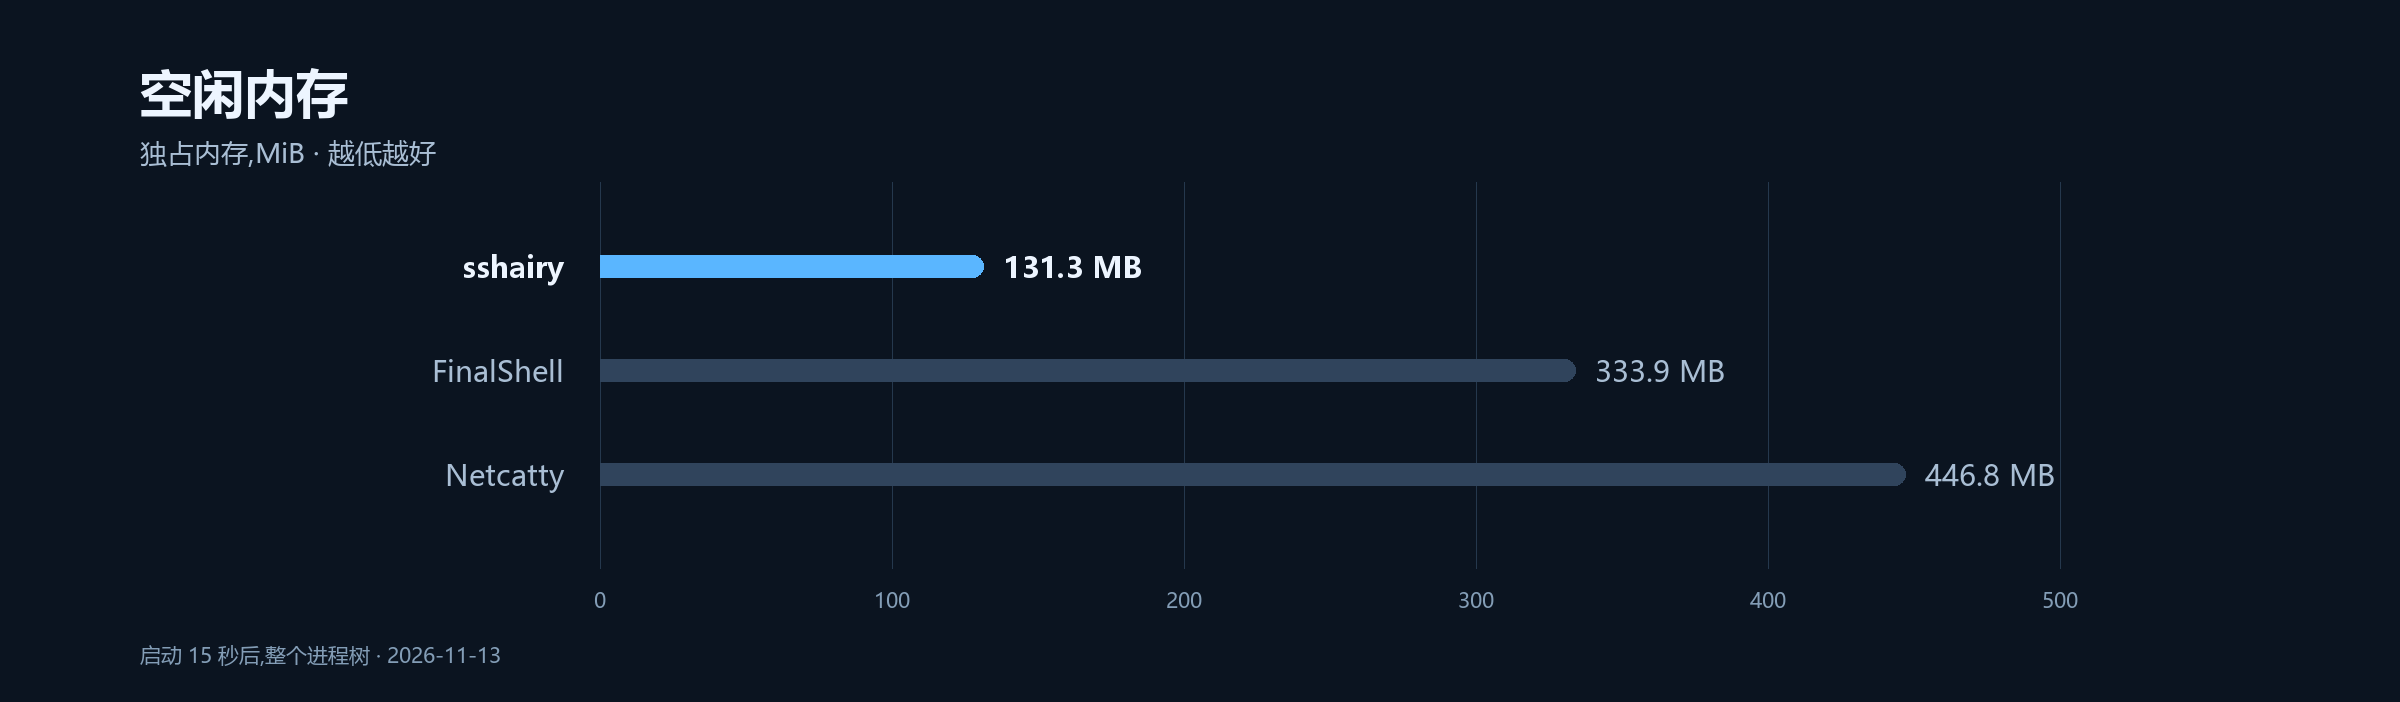 空闲内存
独占内存,MiB · 越低越好
sshairy 131.3 MB
FinalShell 333.9 MB
Netcatty 446.8 MB
0 100 200 300 400 500
启动 15 秒后,整个进程树 · 2026-11-13